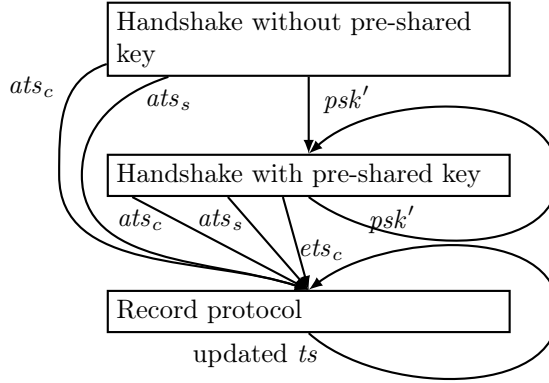 Handshake without pre-shared
key
ats_c
ats_s
psk′
Handshake with pre-shared key
ats_c
ats_s
psk′
ets_c
Record protocol
updated ts